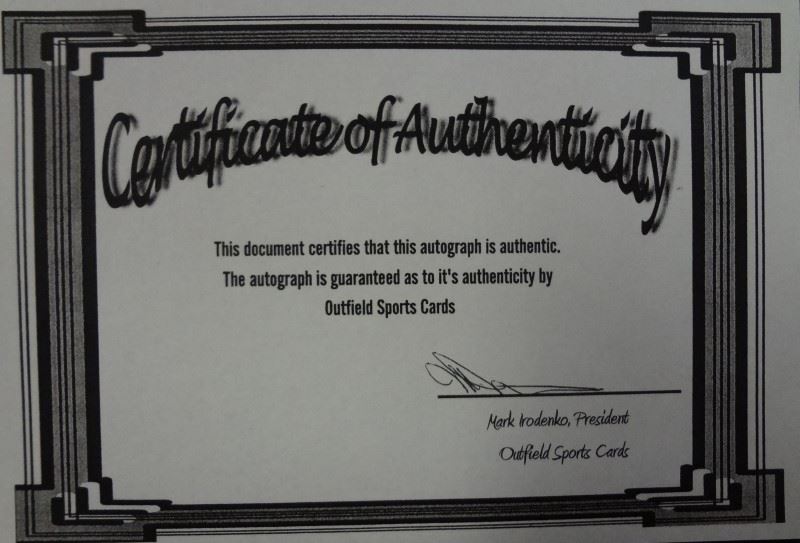 Certificate of Authenticity
This document certifies that this autograph is authentic.
The autograph is guaranteed as to it's authenticity by
Outfield Sports Cards
Mark Irodenko, President
Outfield Sports Cards